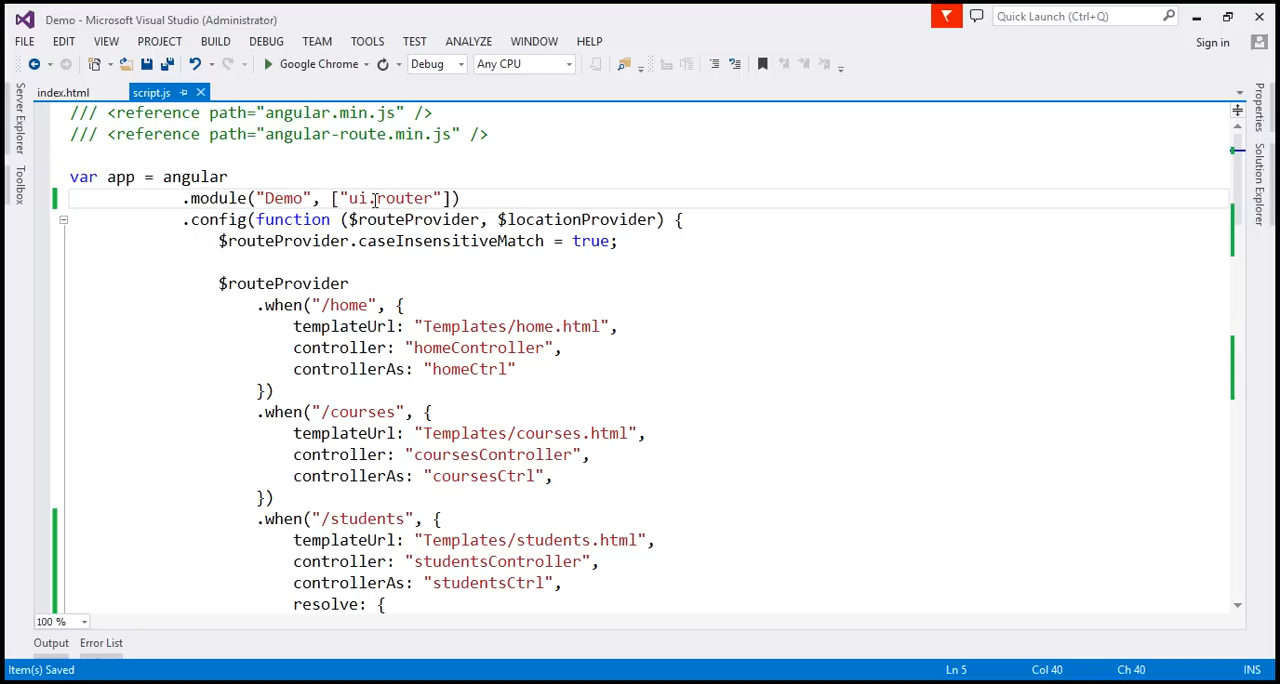 Demo - Microsoft Visual Studio (Administrator)
Quick Launch (Ctrl+Q)
FILE EDIT VIEW PROJECT BUILD DEBUG TEAM TOOLS TEST ANALYZE WINDOW HELP
Sign in
Google Chrome Debug Any CPU
Server Explorer
Toolbox
index.html script.js
Properties
Solution Explorer
/// <reference path="angular.min.js" />
/// <reference path="angular-route.min.js" />
var app = angular
.module("Demo", ["ui.router"])
.config(function ($routeProvider, $locationProvider) {
$routeProvider.caseInsensitiveMatch = true;
$routeProvider
.when("/home", {
templateUrl: "Templates/home.html",
controller: "homeController",
controllerAs: "homeCtrl"
})
.when("/courses", {
templateUrl: "Templates/courses.html",
controller: "coursesController",
controllerAs: "coursesCtrl",
})
.when("/students", {
templateUrl: "Templates/students.html",
controller: "studentsController",
controllerAs: "studentsCtrl",
resolve: {
100 %
Output Error List
Item(s) Saved Ln 5 Col 40 Ch 40 INS